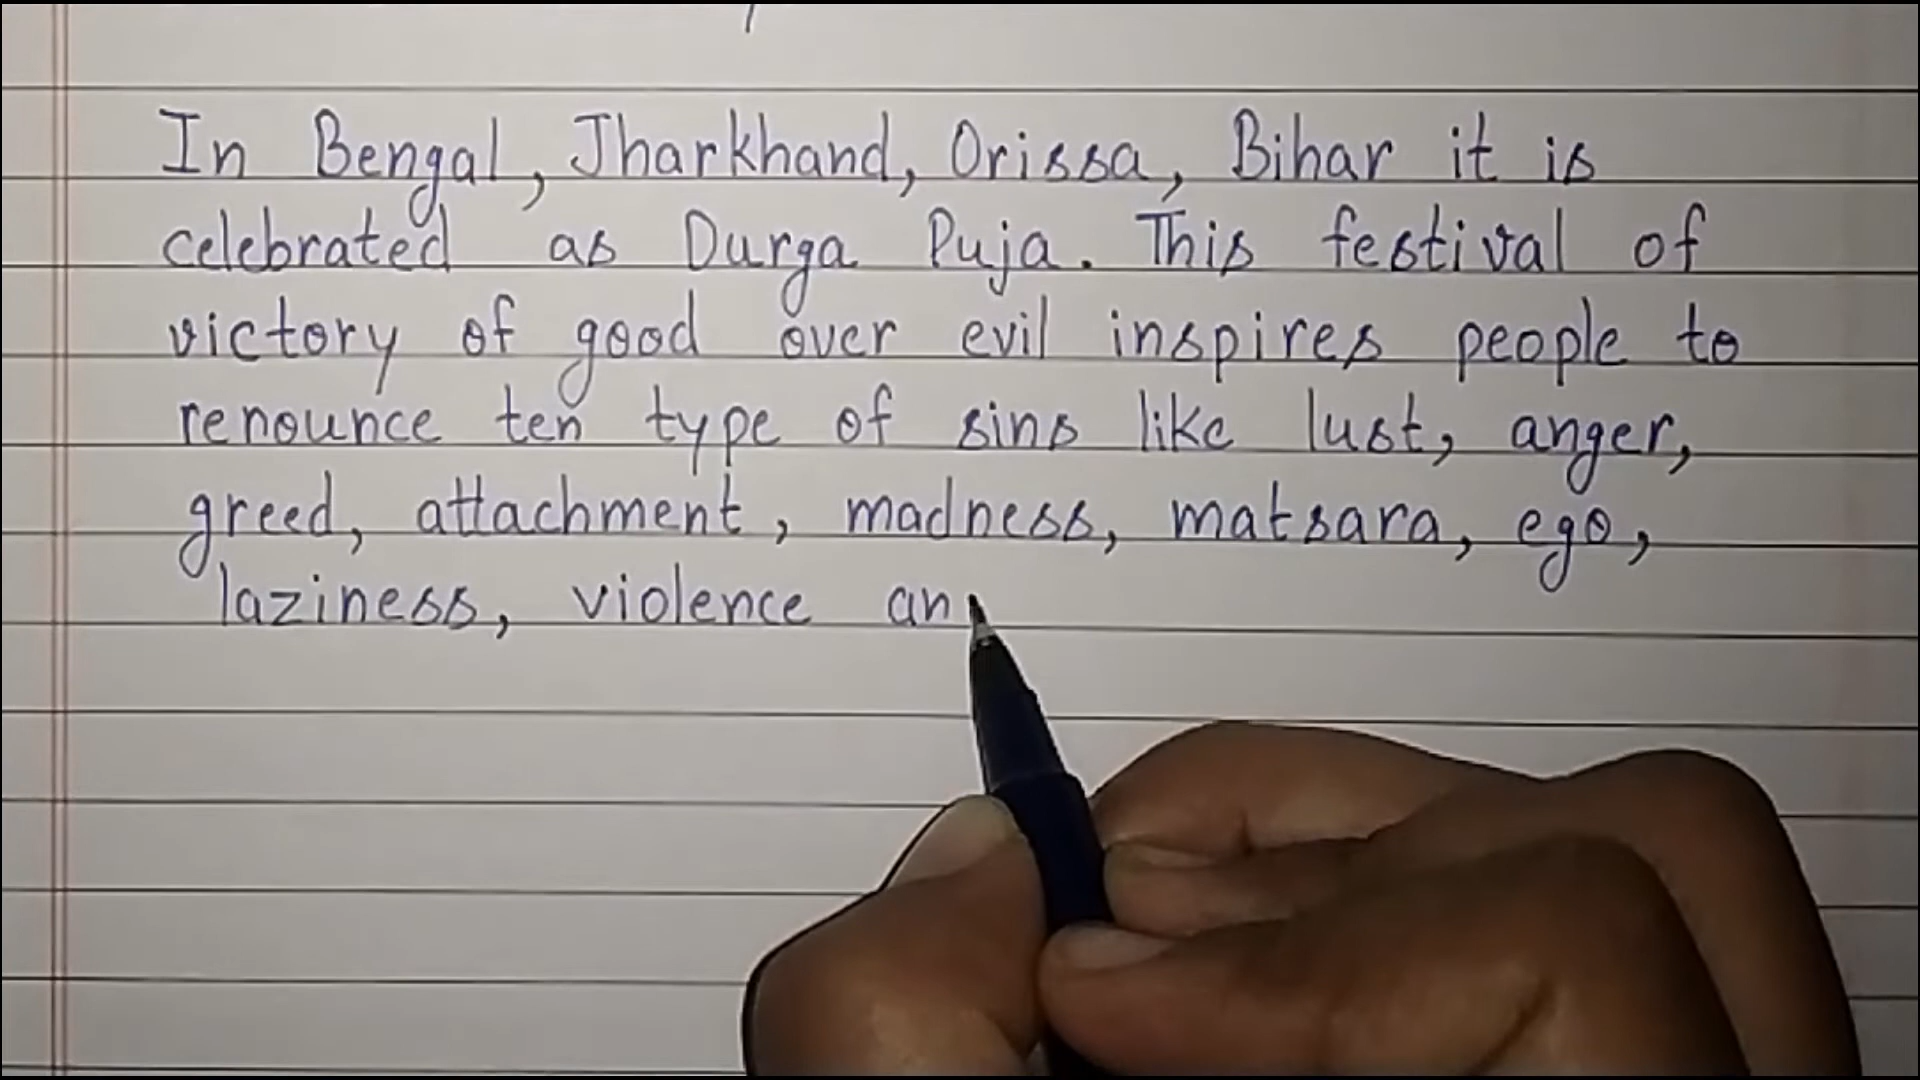 In Bengal, Jharkhand, Orissa, Bihar it is
celebrated as Durga Puja. This festival of
victory of good over evil inspires people to
renounce ten type of sins like lust, anger,
greed, attachment, madness, matsara, ego,
laziness, violence an